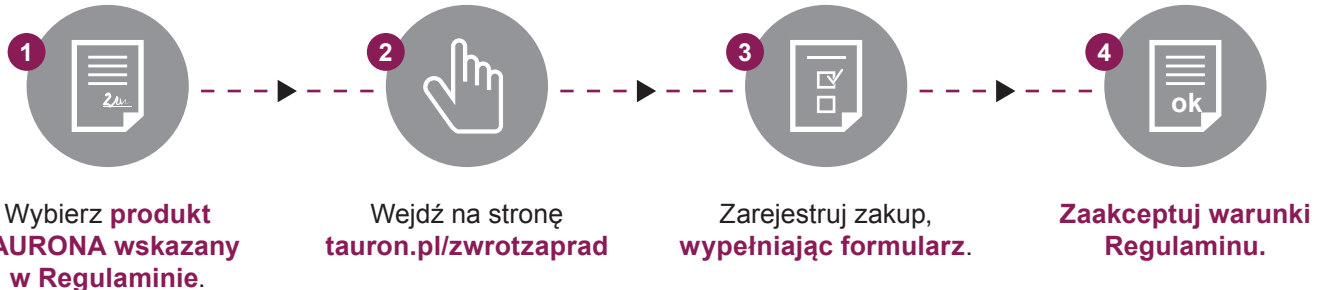 1
2
3
4
ok
Wybierz produkt
AURONA wskazany
w Regulaminie.
Wejdź na stronę
tauron.pl/zwrotzaprad
Zarejestruj zakup,
wypełniając formularz.
Zaakceptuj warunki
Regulaminu.